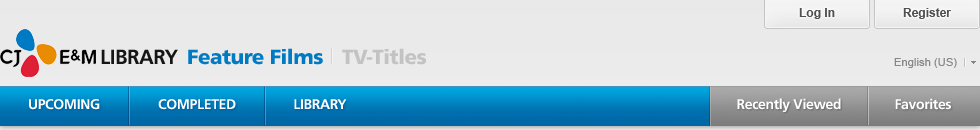 Log In Register
CJ E&M LIBRARY Feature Films TV-Titles
English (US)
UPCOMING COMPLETED LIBRARY Recently Viewed Favorites